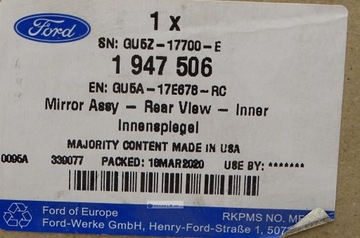 Ford
1 x
SN: GU5Z-17700-E
1 947 506
EN: GU5A-17E678-RC
Mirror Assy - Rear View - Inner
Innenspiegel
MAJORITY CONTENT MADE IN USA
0095A 339077 PACKED: 16MAR2020 USE BY: *******
Ford of Europe RKPMS NO.
Ford-Werke GmbH, Henry-Ford-Straße 1, 507